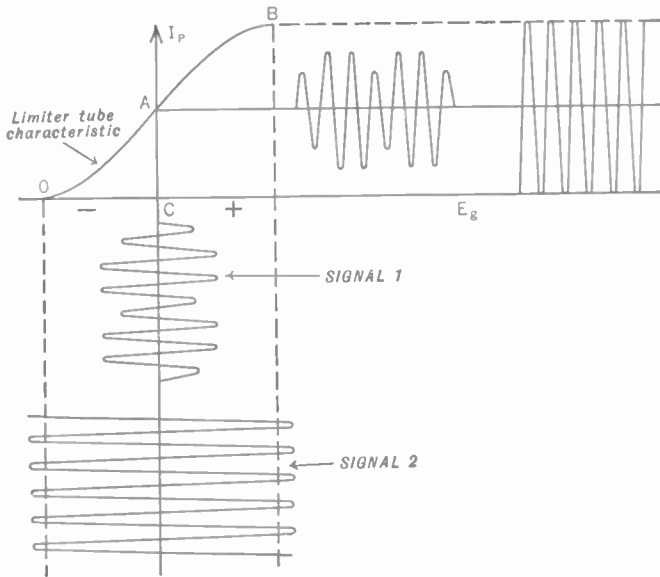 B
I_P
A
Limiter tube
characteristic
O
− C + E_g
SIGNAL 1
SIGNAL 2